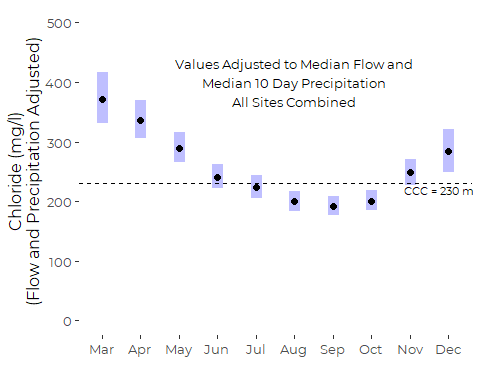 500
Values Adjusted to Median Flow and
Median 10 Day Precipitation
All Sites Combined
400
300
200
100
0
Chloride (mg/l)
(Flow and Precipitation Adjusted)
CCC = 230 m
Mar Apr May Jun Jul Aug Sep Oct Nov Dec